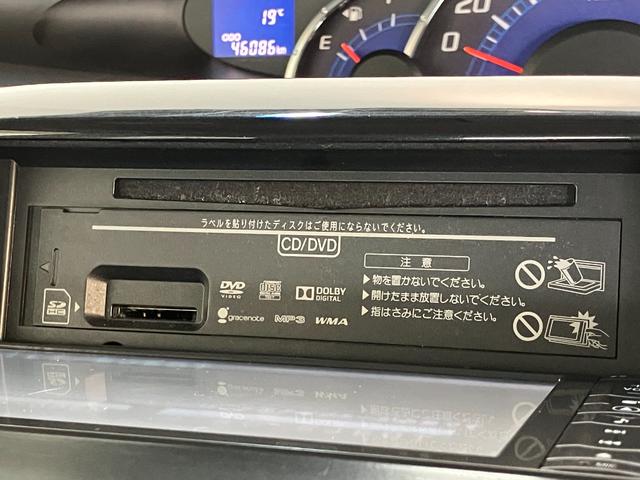 19℃
ODO
46086km
E
20
0
ラベルを貼り付けたディスクはご使用にならないでください。
CD/DVD
注 意
▶物を置かないでください。
▶開けたまま放置しないでください。
▶指はさみにご注意ください。
SD HC
DVD VIDEO
COMPACT disc
DOLBY DIGITAL
gracenote
MP3
WMA